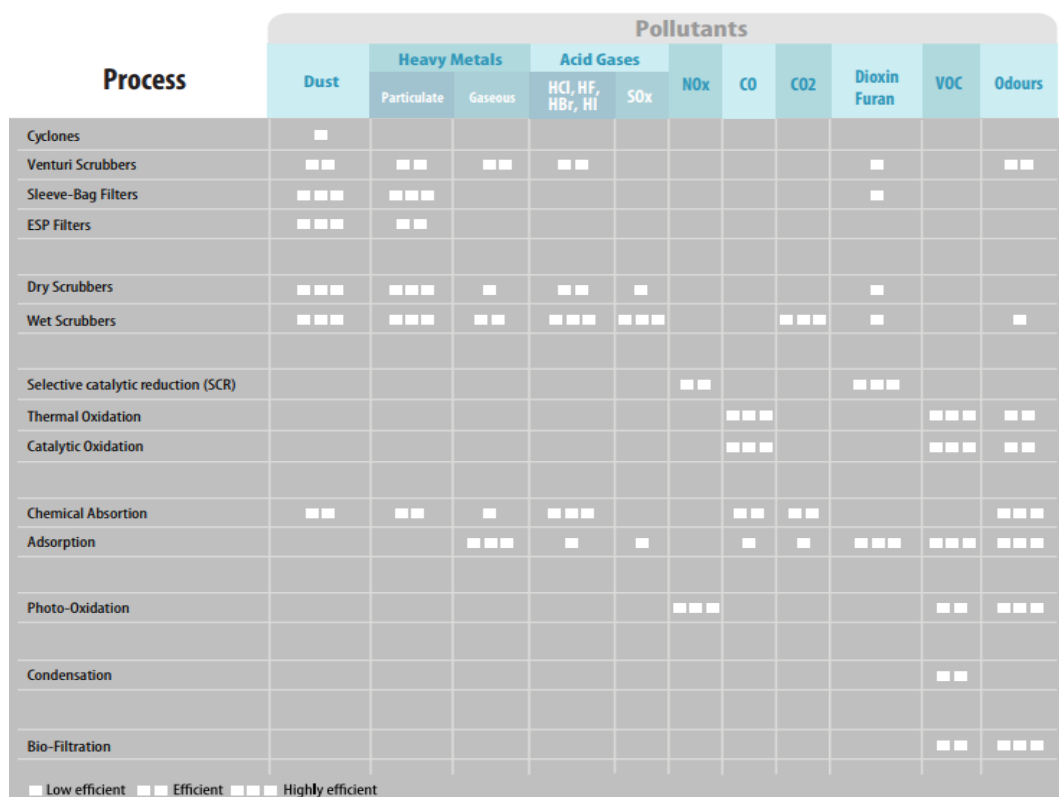 Pollutants
Process
Dust
Heavy Metals
Acid Gases
NOx
CO
CO2
Dioxin
Furan
VOC
Odours
Particulate
Gaseous
HCl, HF,
HBr, HI
SOx
Cyclones
Venturi Scrubbers
Sleeve-Bag Filters
ESP Filters
Dry Scrubbers
Wet Scrubbers
Selective catalytic reduction (SCR)
Thermal Oxidation
Catalytic Oxidation
Chemical Absortion
Adsorption
Photo-Oxidation
Condensation
Bio-Filtration
Low efficient Efficient Highly efficient